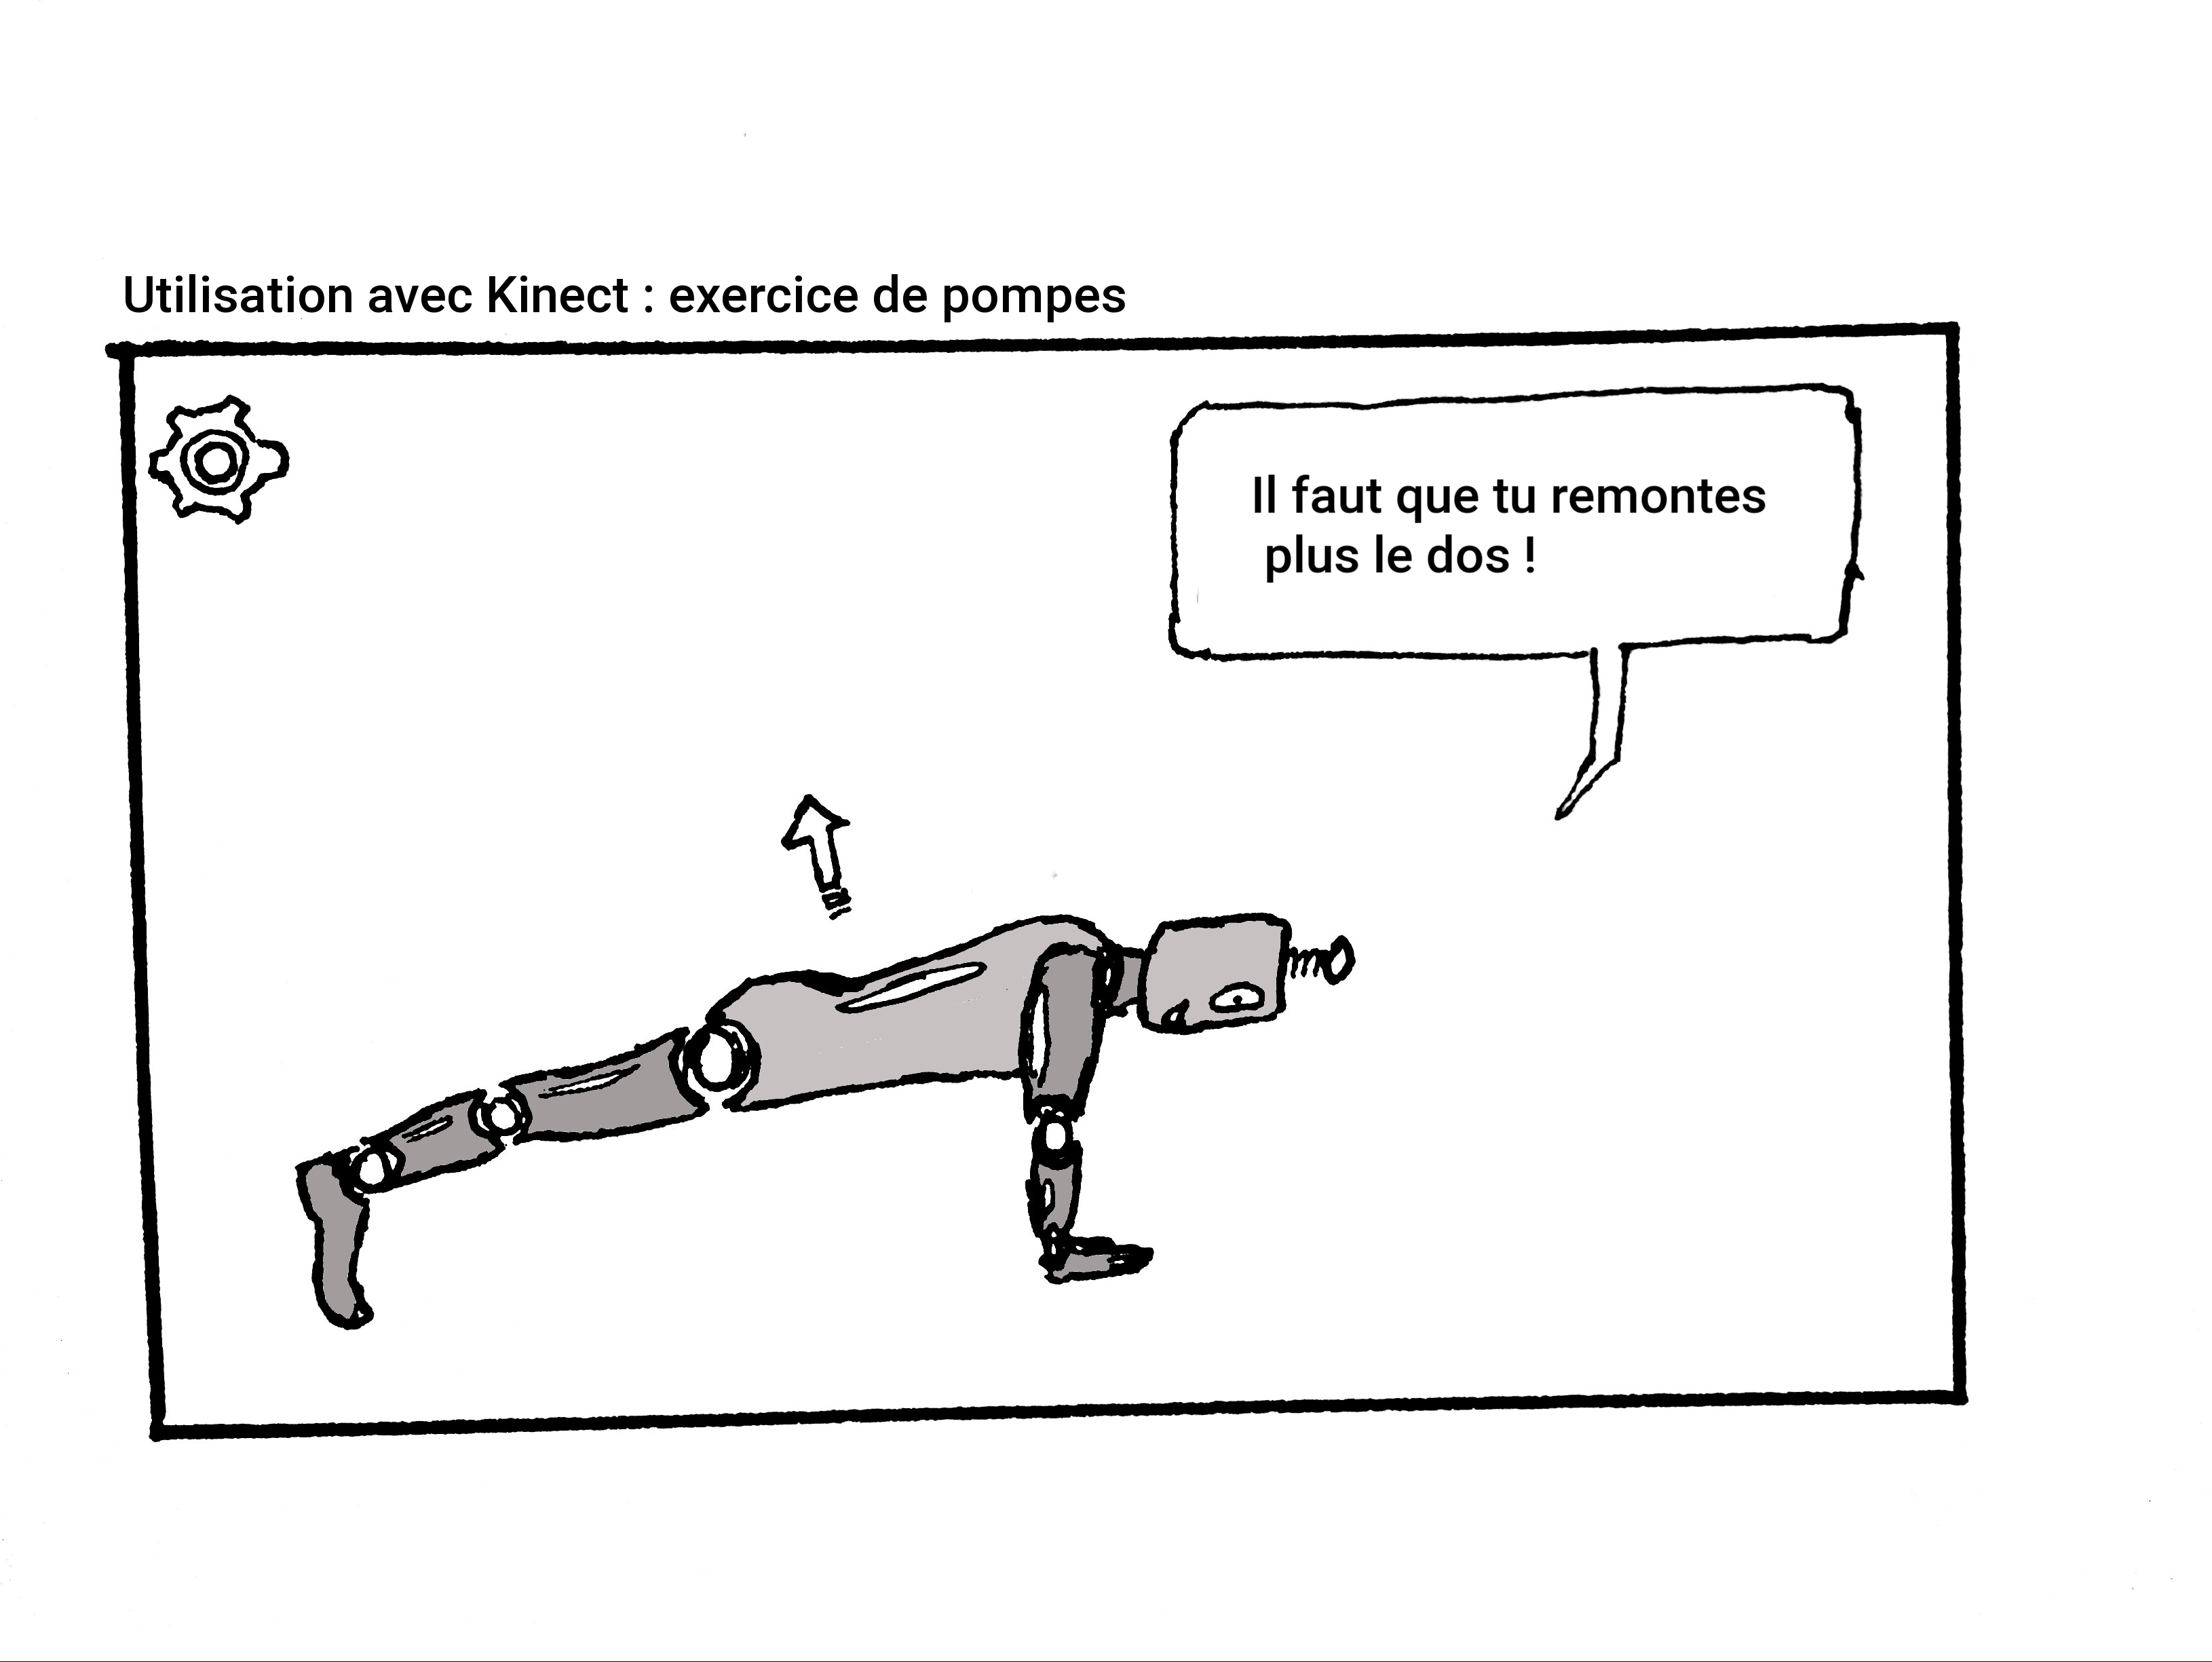 Utilisation avec Kinect : exercice de pompes
Il faut que tu remontes
plus le dos !